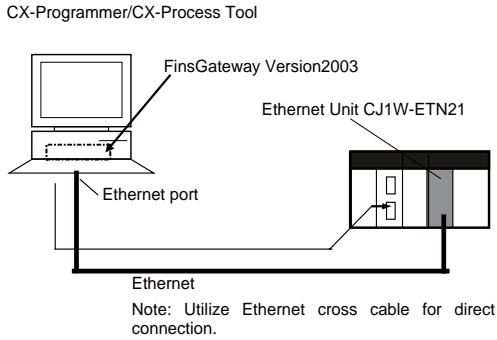 CX-Programmer/CX-Process Tool
FinsGateway Version2003
Ethernet Unit CJ1W-ETN21
Ethernet port
Ethernet
Note: Utilize Ethernet cross cable for direct
connection.